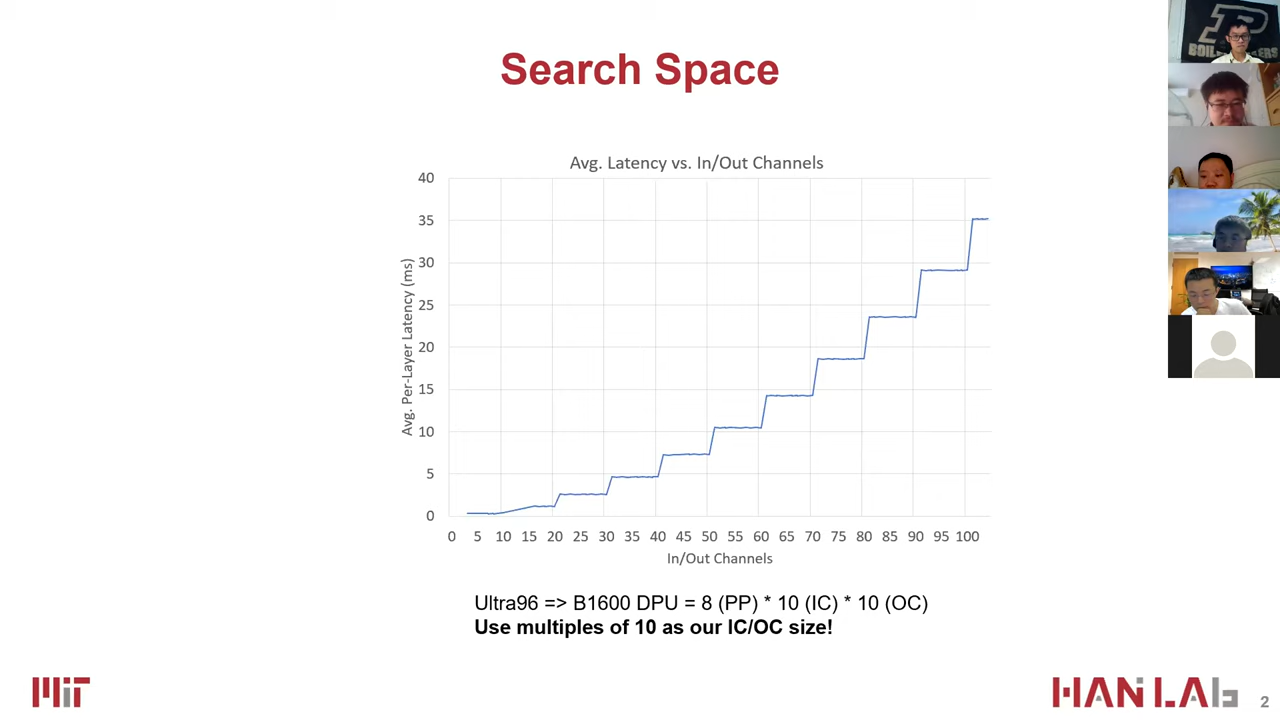 Search Space
Avg. Latency vs. In/Out Channels
Avg. Per-Layer Latency (ms)
40
35
30
25
20
15
10
5
0
0 5 10 15 20 25 30 35 40 45 50 55 60 65 70 75 80 85 90 95 100
In/Out Channels
Ultra96 => B1600 DPU = 8 (PP) * 10 (IC) * 10 (OC)
Use multiples of 10 as our IC/OC size!
MIT
HAN LAb
2
P